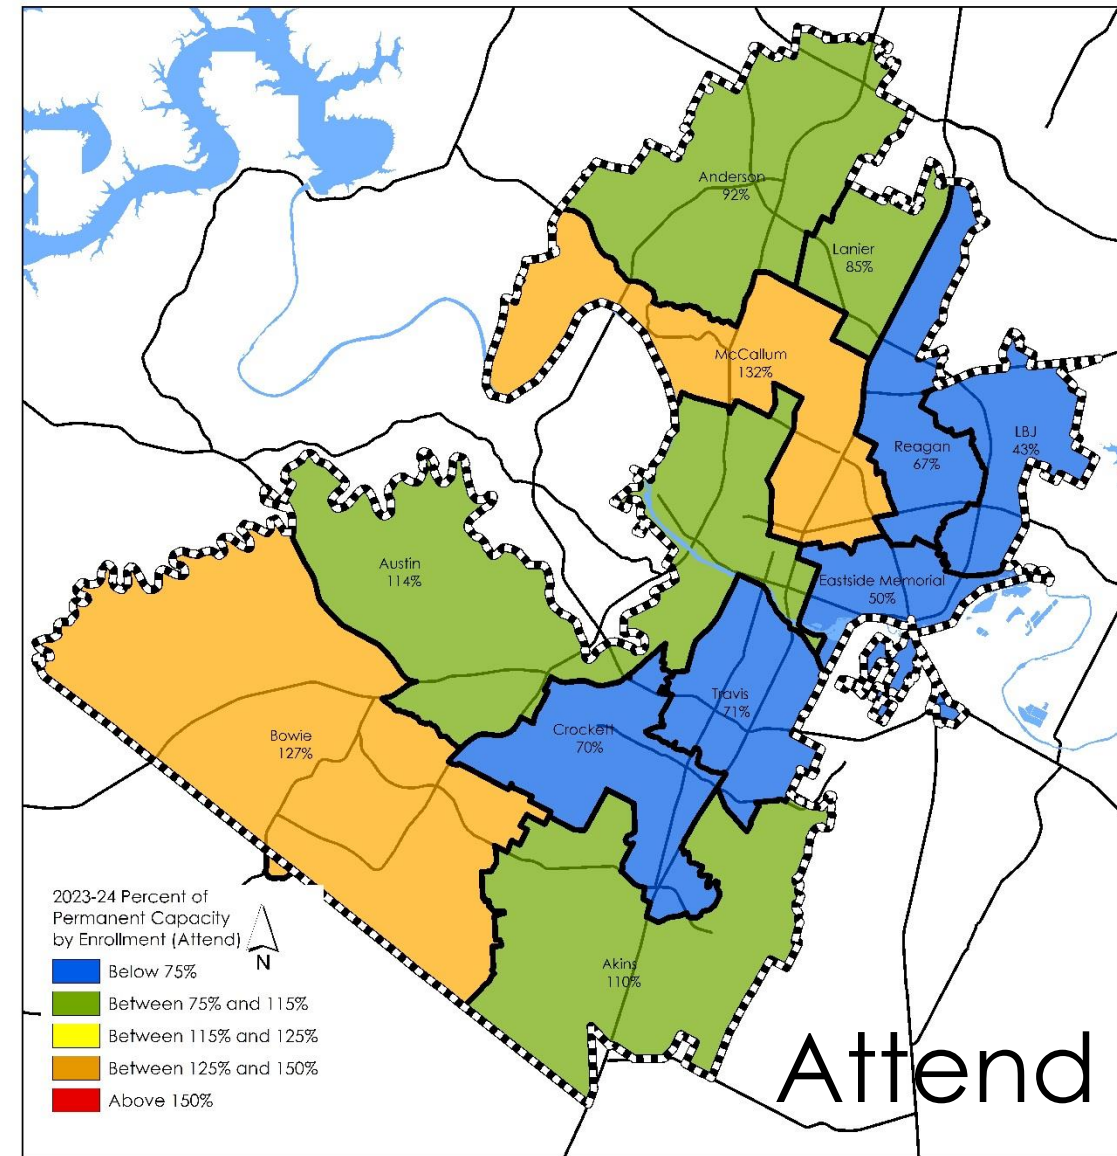 Anderson
92%
Lanier
85%
McCallum
132%
Reagan
67%
LBJ
43%
Austin
114%
Eastside Memorial
50%
Travis
71%
Crockett
70%
Bowie
127%
Akins
110%
2023-24 Percent of
Permanent Capacity
by Enrollment (Attend)
N
Below 75%
Between 75% and 115%
Between 115% and 125%
Between 125% and 150%
Above 150%
Attend